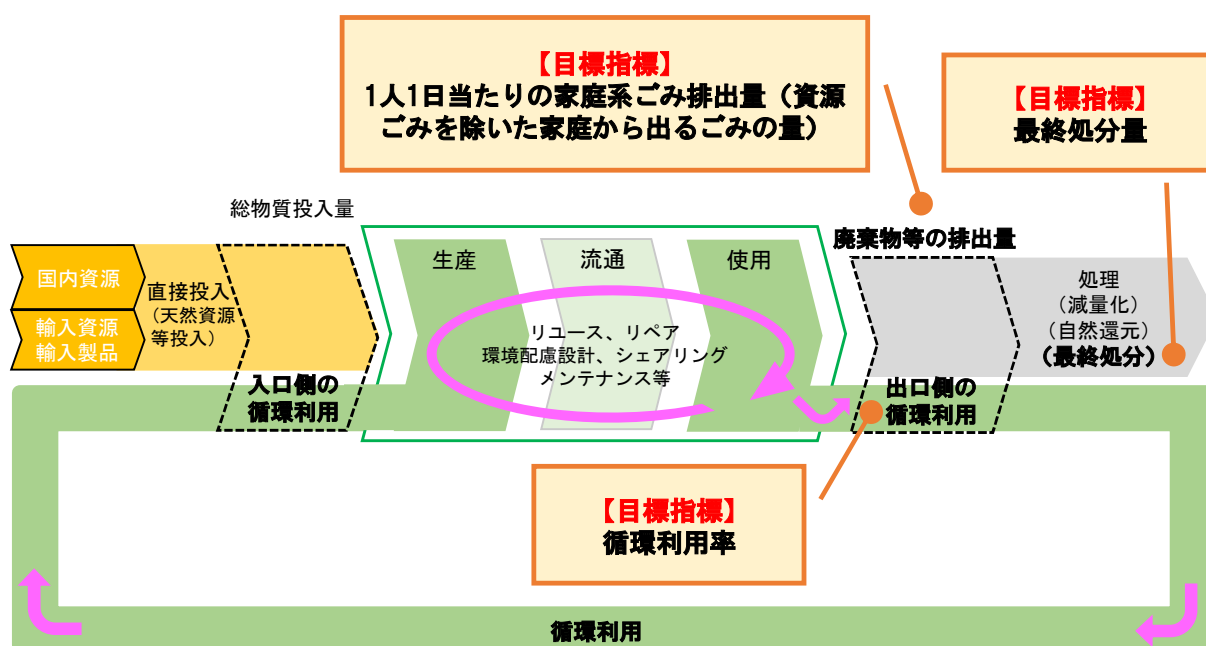 【目標指標】
1人1日当たりの家庭系ごみ排出量（資源
ごみを除いた家庭から出るごみの量）
【目標指標】
最終処分量
総物質投入量
国内資源
輸入資源
輸入製品
直接投入
（天然資源
等投入）
入口側の
循環利用
生産
流通
使用
リユース、リペア
環境配慮設計、シェアリング
メンテナンス等
廃棄物等の排出量
出口側の
循環利用
処理
（減量化）
（自然還元）
（最終処分）
【目標指標】
循環利用率
循環利用